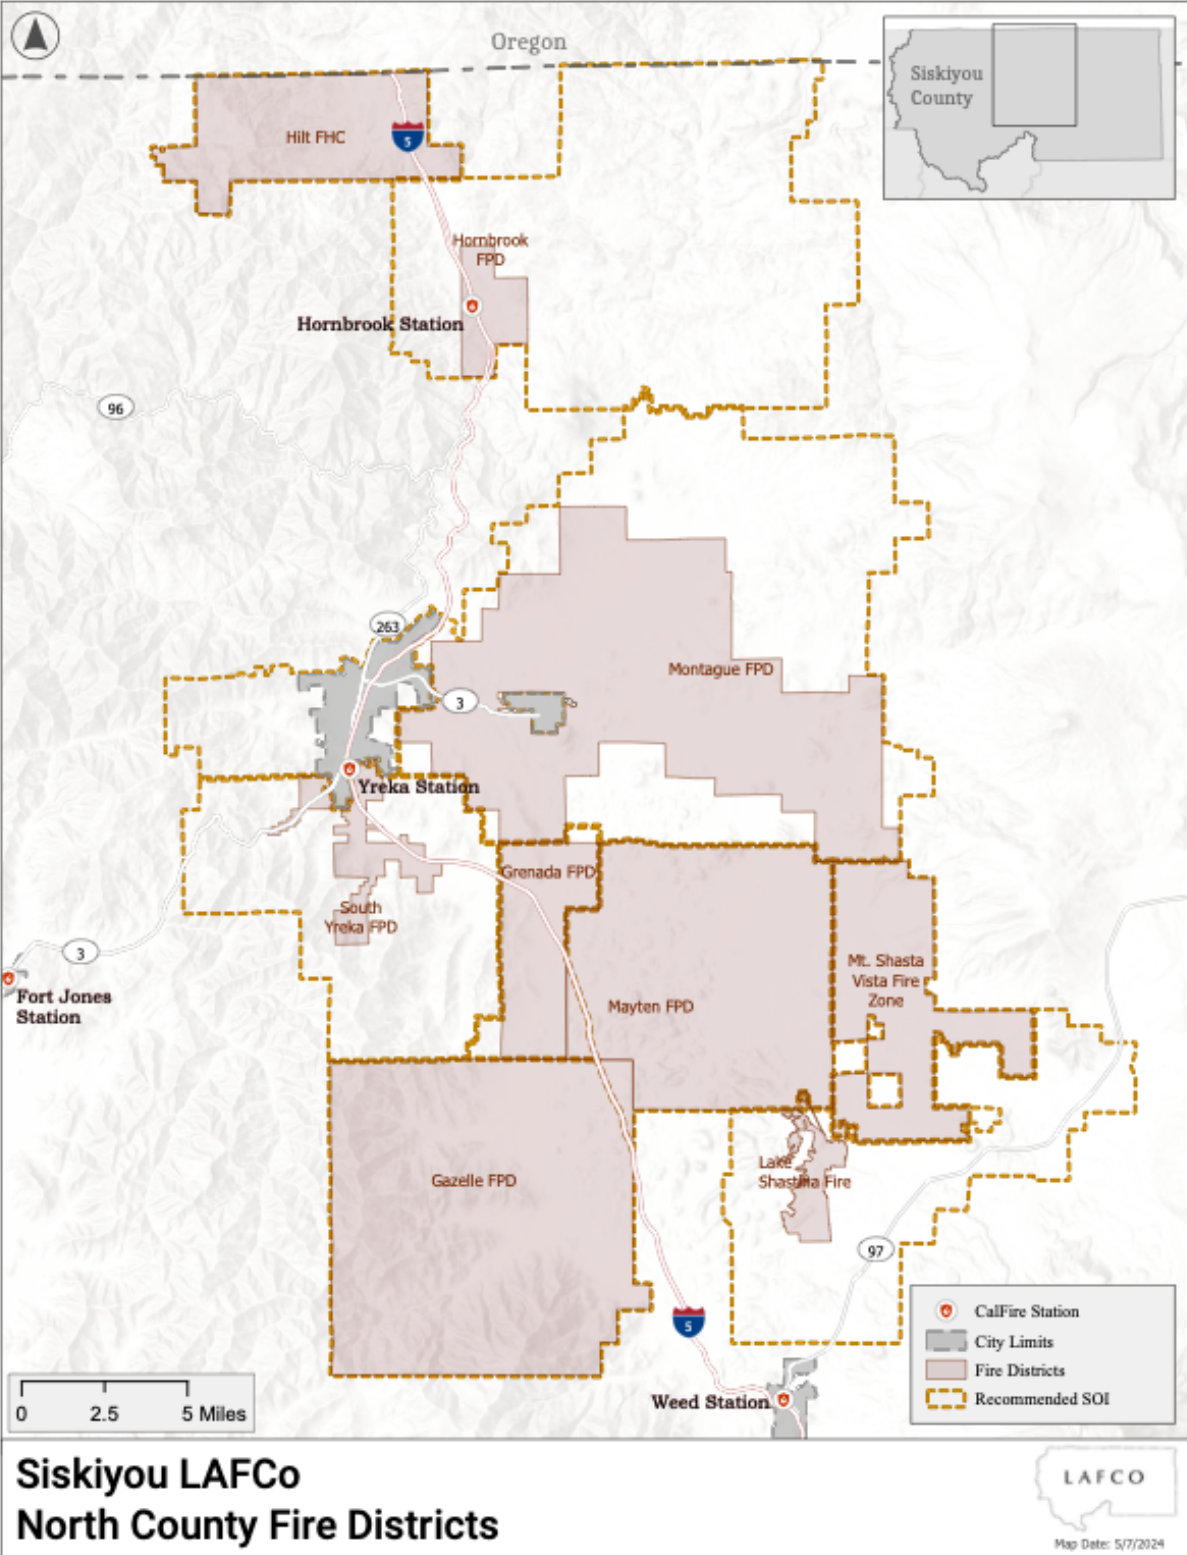 Oregon
Siskiyou
County
Hilt FHC
5
Hornbrook
FPD
Hornbrook Station
96
263
Montague FPD
3
Yreka Station
Grenada FPD
South
Yreka FPD
3
Mt. Shasta
Vista Fire
Zone
Fort Jones
Station
Mayten FPD
Lake
Shastina Fire
Gazelle FPD
97
5
CalFire Station
City Limits
Fire Districts
Recommended SOI
Weed Station
0 2.5 5 Miles
Siskiyou LAFCo
North County Fire Districts
LAFCO
Map Date: 5/7/2024